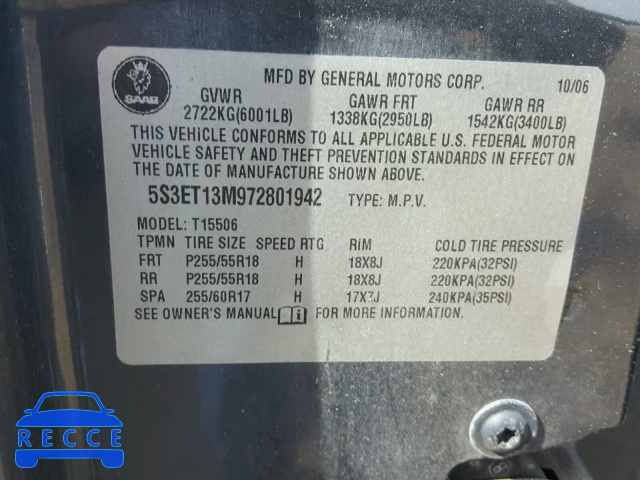 SAAB
MFD BY GENERAL MOTORS CORP. 10/06
GVWR GAWR FRT GAWR RR
2722KG(6001LB) 1338KG(2950LB) 1542KG(3400LB)
THIS VEHICLE CONFORMS TO ALL APPLICABLE U.S. FEDERAL MOTOR
VEHICLE SAFETY AND THEFT PREVENTION STANDARDS IN EFFECT ON
THE DATE OF MANUFACTURE SHOWN ABOVE.
5S3ET13M972801942 TYPE: M.P.V.
MODEL: T15506
TPMN TIRE SIZE SPEED RTG RIM COLD TIRE PRESSURE
FRT P255/55R18 H 18X8J 220KPA(32PSI)
RR P255/55R18 H 18X8J 220KPA(32PSI)
SPA 255/60R17 H 17X7J 240KPA(35PSI)
SEE OWNER'S MANUAL i FOR MORE INFORMATION.
RECCE